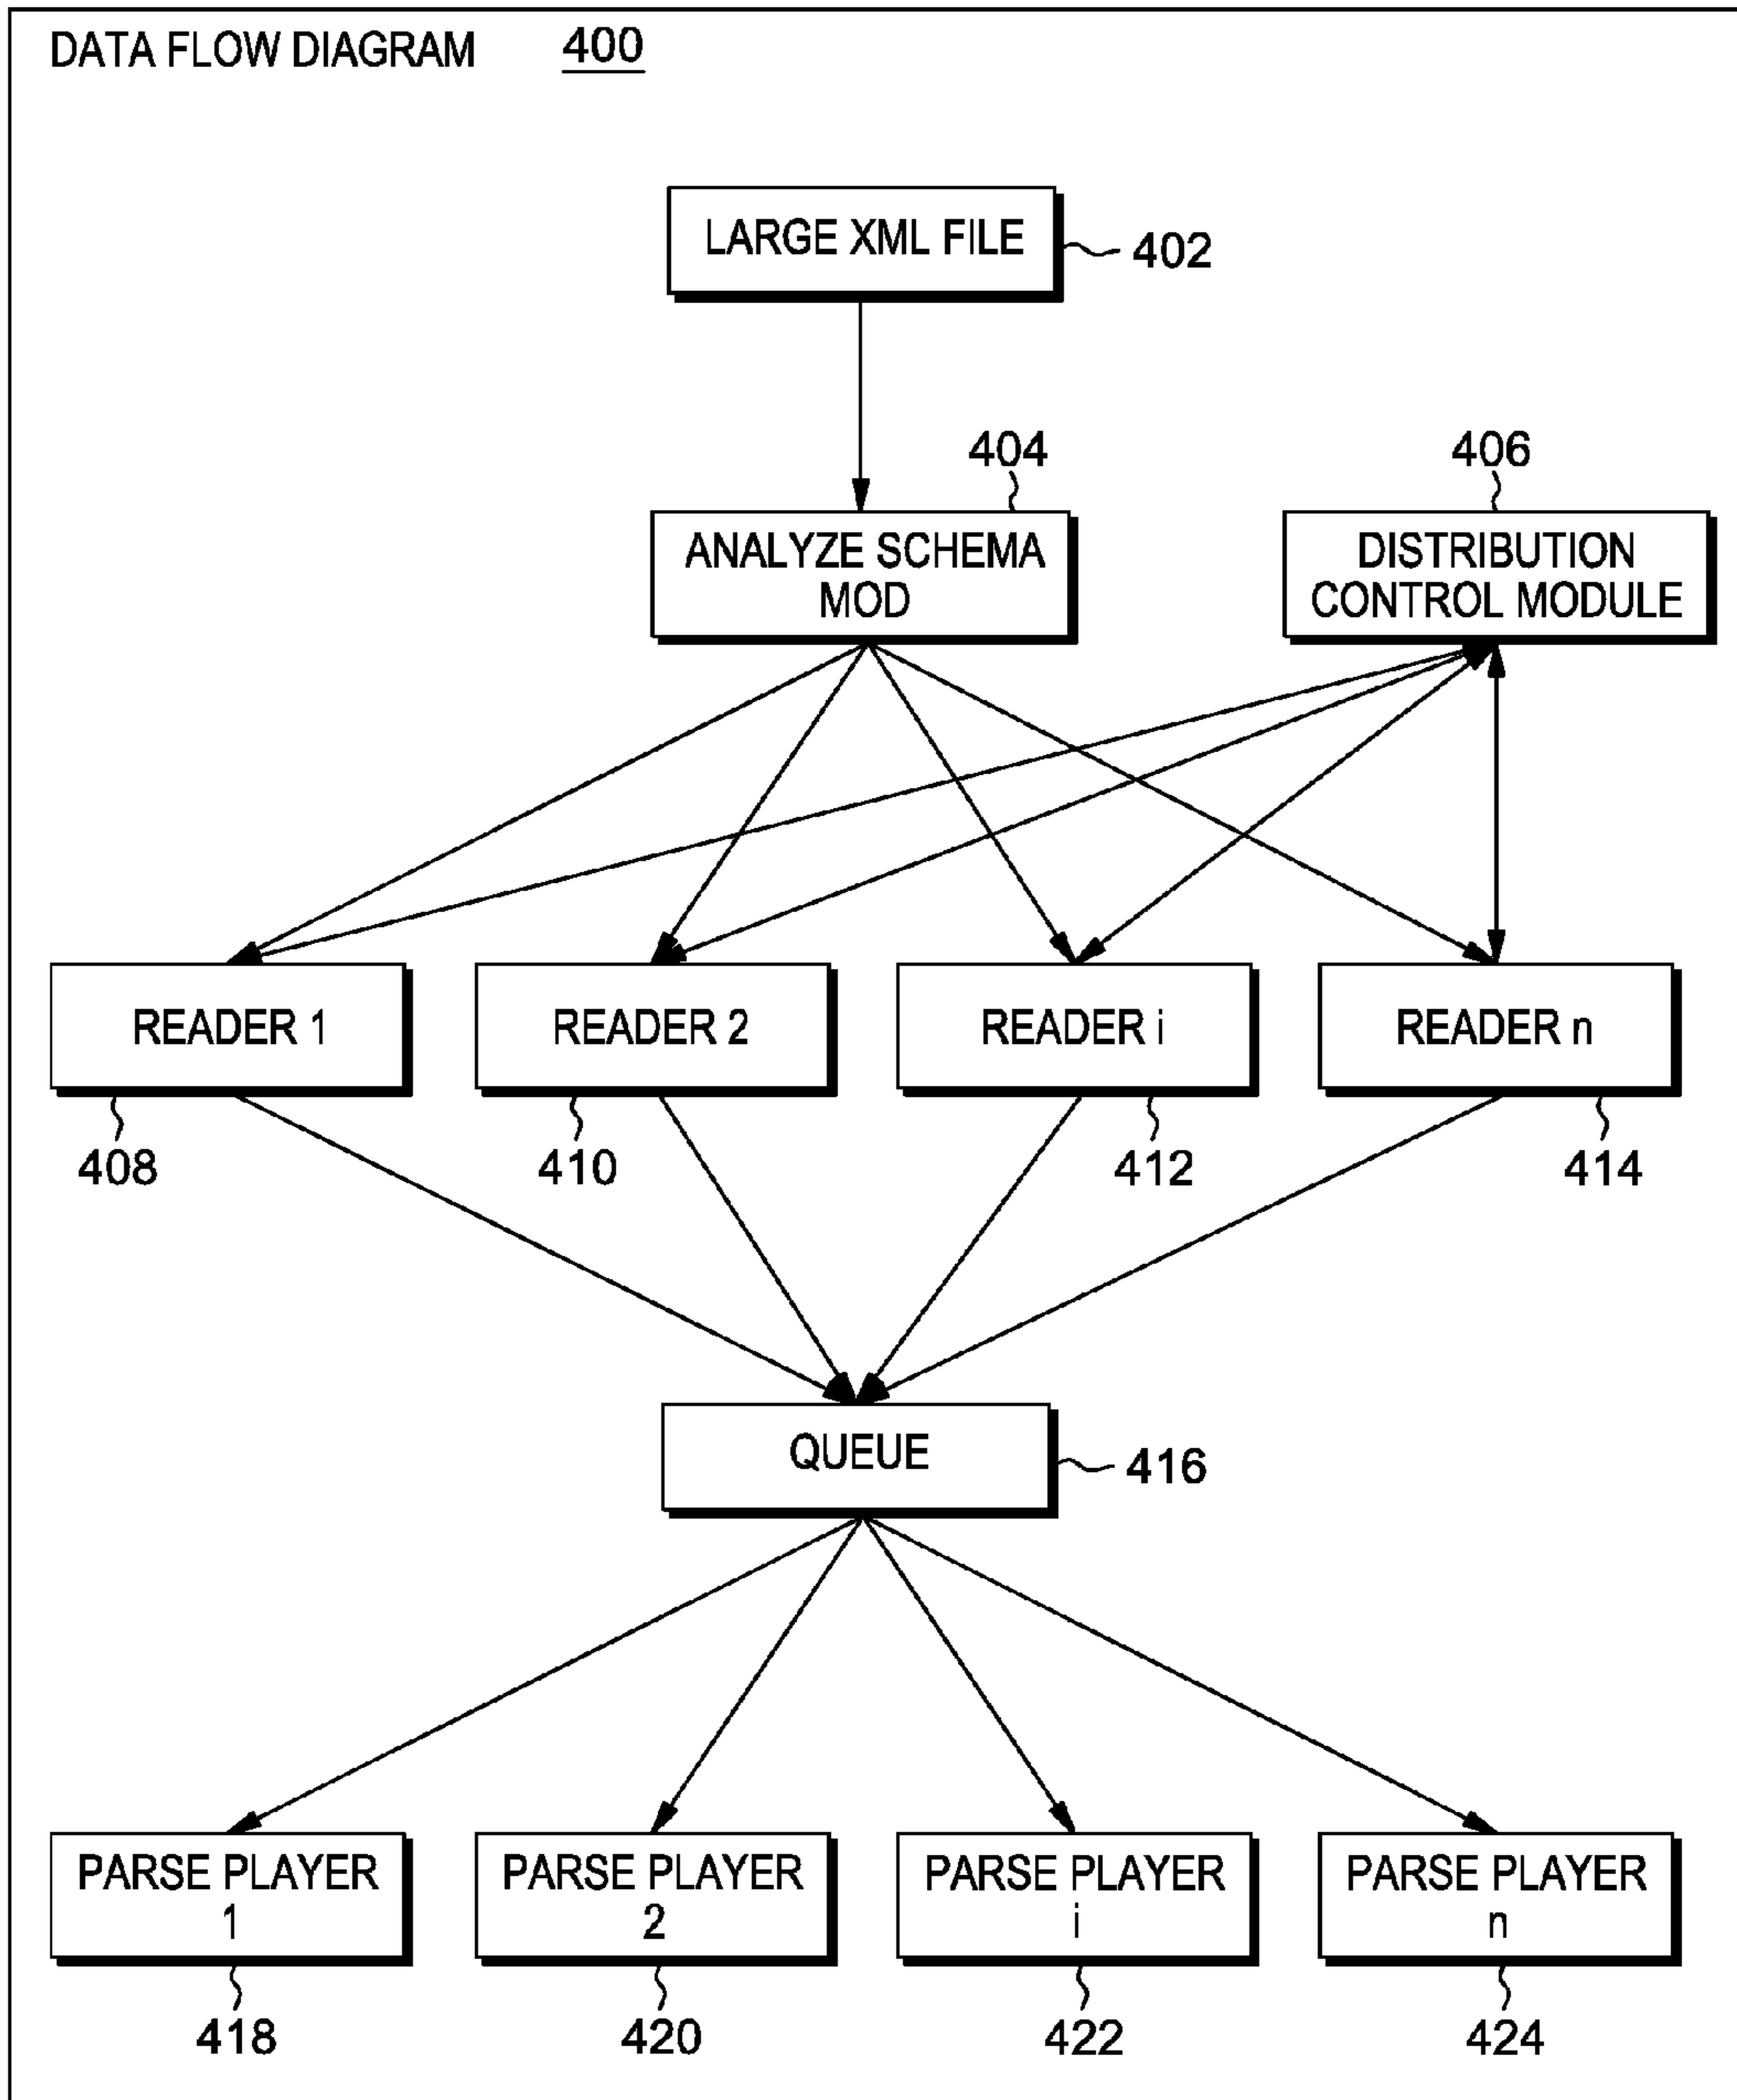 DATA FLOW DIAGRAM 400
LARGE XML FILE
402
404
406
ANALYZE SCHEMA
MOD
DISTRIBUTION
CONTROL MODULE
READER 1
READER 2
READER i
READER n
408
410
412
414
QUEUE
416
PARSE PLAYER
1
PARSE PLAYER
2
PARSE PLAYER
i
PARSE PLAYER
n
418
420
422
424